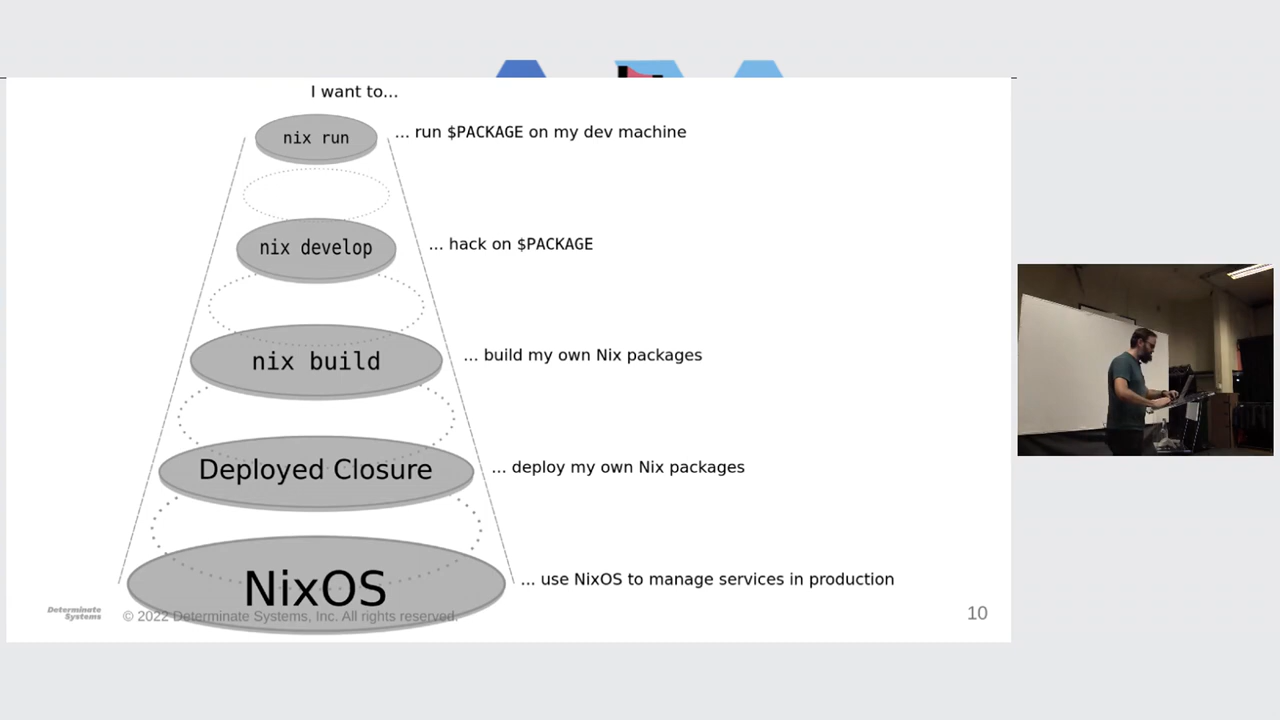 I want to...
nix run
... run $PACKAGE on my dev machine
nix develop
... hack on $PACKAGE
nix build
... build my own Nix packages
Deployed Closure
... deploy my own Nix packages
NixOS
... use NixOS to manage services in production
Determinate
Systems
© 2022 Determinate Systems, Inc. All rights reserved.
10